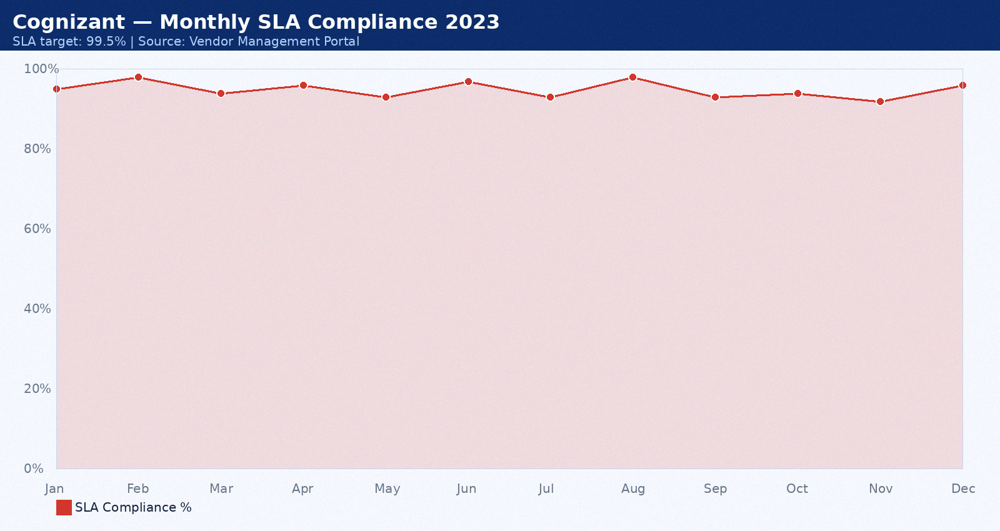 Cognizant — Monthly SLA Compliance 2023
SLA target: 99.5% | Source: Vendor Management Portal
100%
80%
60%
40%
20%
0%
Jan Feb Mar Apr May Jun Jul Aug Sep Oct Nov Dec
SLA Compliance %